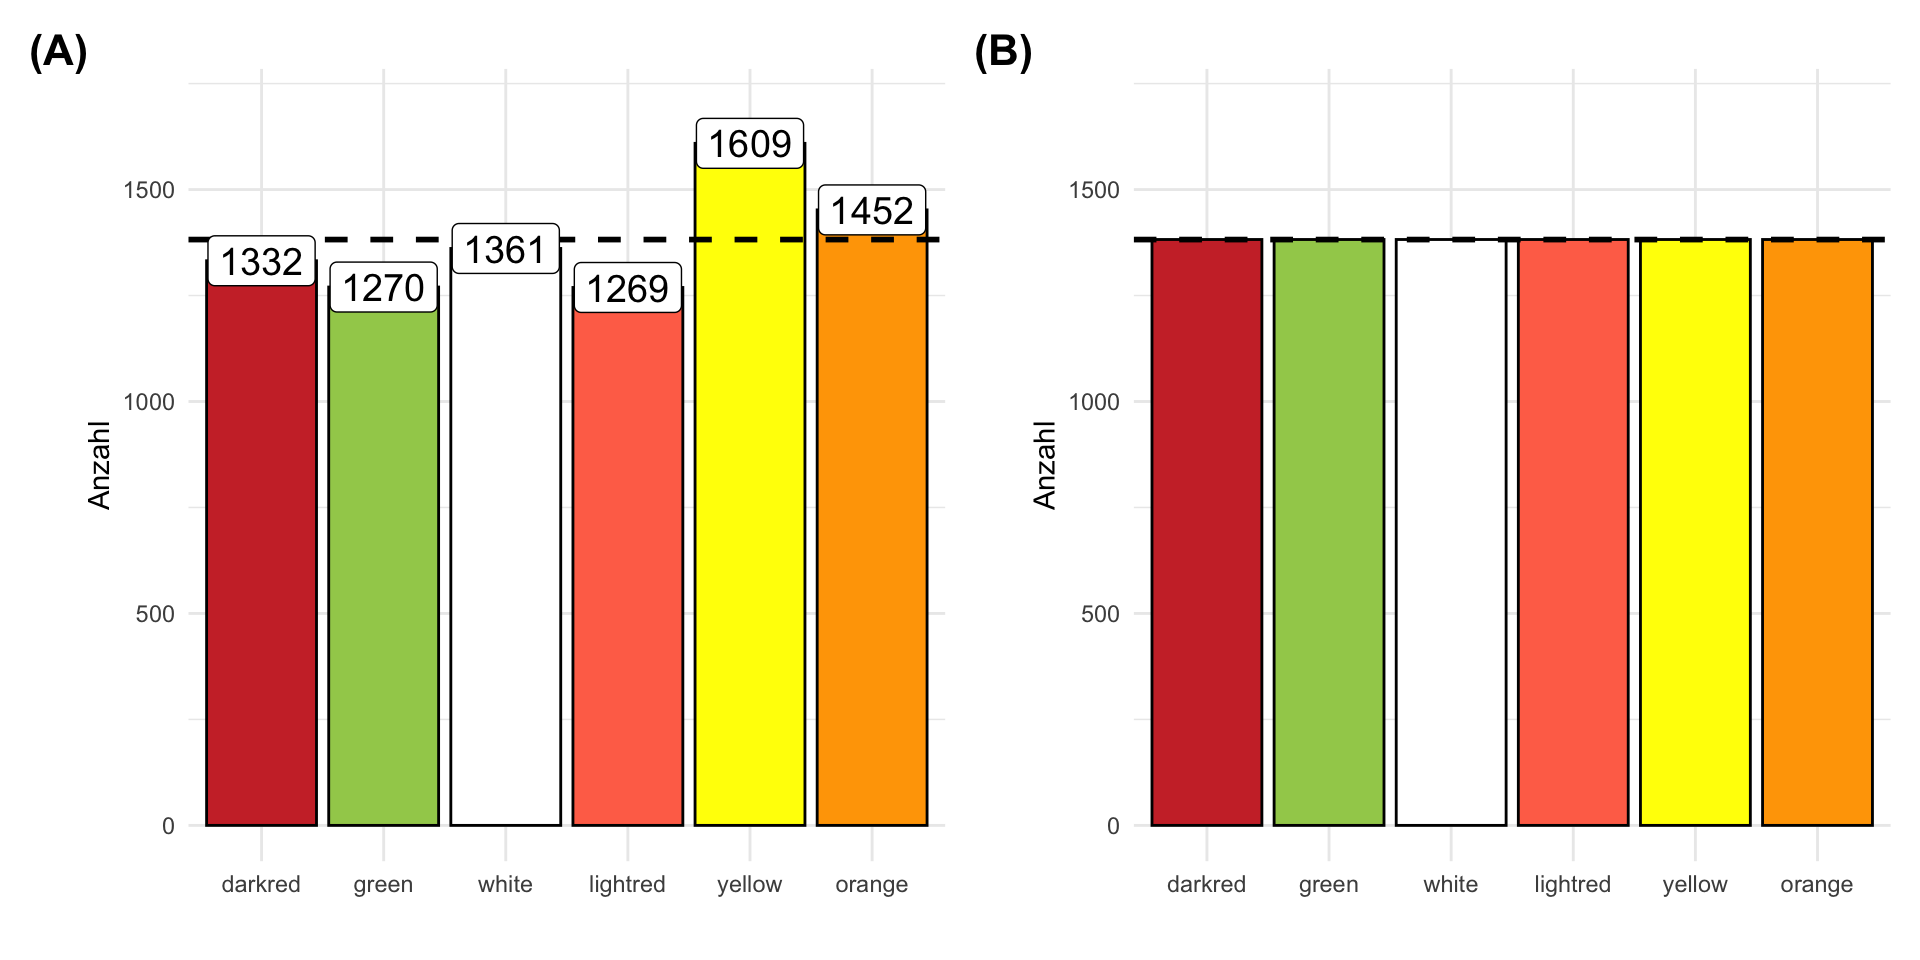 (A)
Anzahl
1500
1000
500
0
1332
1270
1361
1269
1609
1452
darkred green white lightred yellow orange
(B)
Anzahl
1500
1000
500
0
darkred green white lightred yellow orange